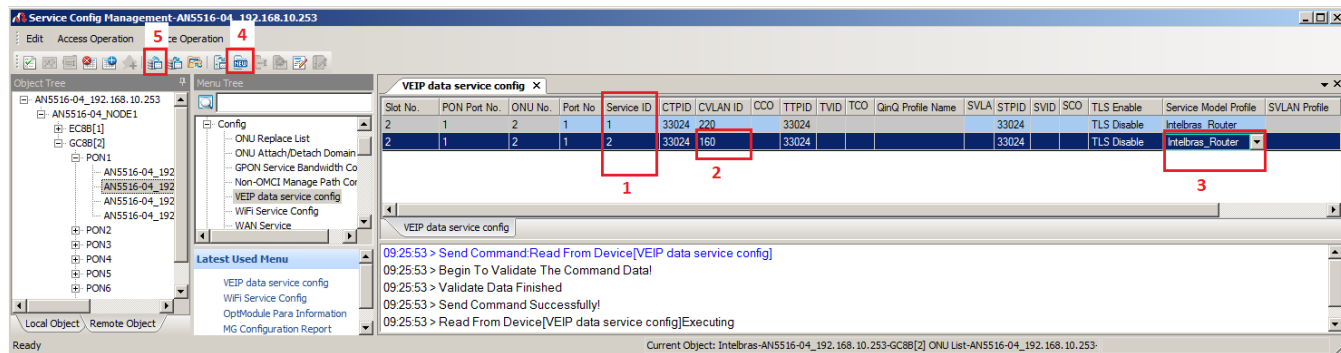 Service Config Management-AN5516-04_192.168.10.253
Edit Access Operation Operation
5
4
Object Tree
AN5516-04_192.168.10.253
AN5516-04_NODE1
EC8B[1]
GC8B[2]
PON1
AN5516-04_192
AN5516-04_192
AN5516-04_192
AN5516-04_192
PON2
PON3
PON4
PON5
PON6
Local Object Remote Object
Menu Tree
Config
ONU Replace List
ONU Attach/Detach Domain
GPON Service Bandwidth Co
Non-OMCI Manage Path Cor
VEIP data service config
WiFi Service Config
WAN Service
Latest Used Menu
VEIP data service config
WiFi Service Config
OptModule Para Information
MG Configuration Report
VEIP data service config X
Slot No. PON Port No. ONU No. Port No Service ID CTPID CVLAN ID CCO TTPID TVID TCO QinQ Profile Name SVLA STPID SVID SCO TLS Enable Service Model Profile SVLAN Profile
2 1 2 1 1 33024 220 33024 33024 TLS Disable Intelbras_Router
2 1 2 1 2 33024 160 33024 33024 TLS Disable Intelbras_Router
1
2
3
VEIP data service config
09:25:53 > Send Command:Read From Device[VEIP data service config]
09:25:53 > Begin To Validate The Command Data!
09:25:53 > Validate Data Finished
09:25:53 > Send Command Successfully!
09:25:53 > Read From Device[VEIP data service config]Executing
Ready
Current Object: Intelbras-AN5516-04_192.168.10.253-GC8B[2] ONU List-AN5516-04_192.168.10.253-